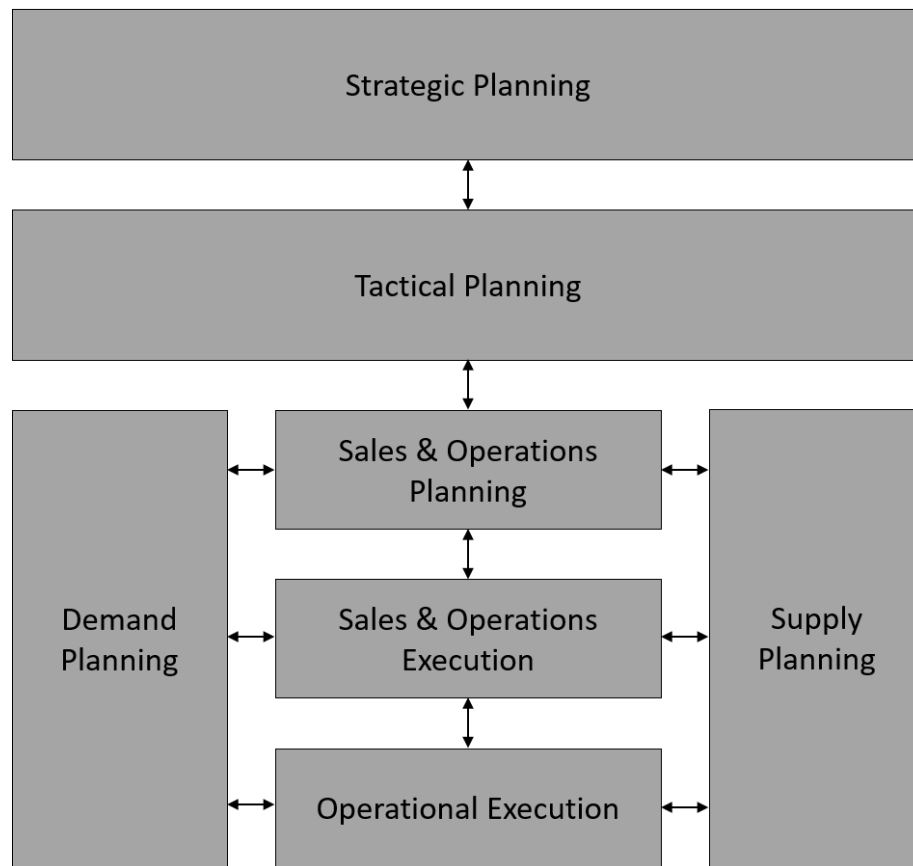 Strategic Planning
Tactical Planning
Sales & Operations
Planning
Demand
Planning
Sales & Operations
Execution
Supply
Planning
Operational Execution